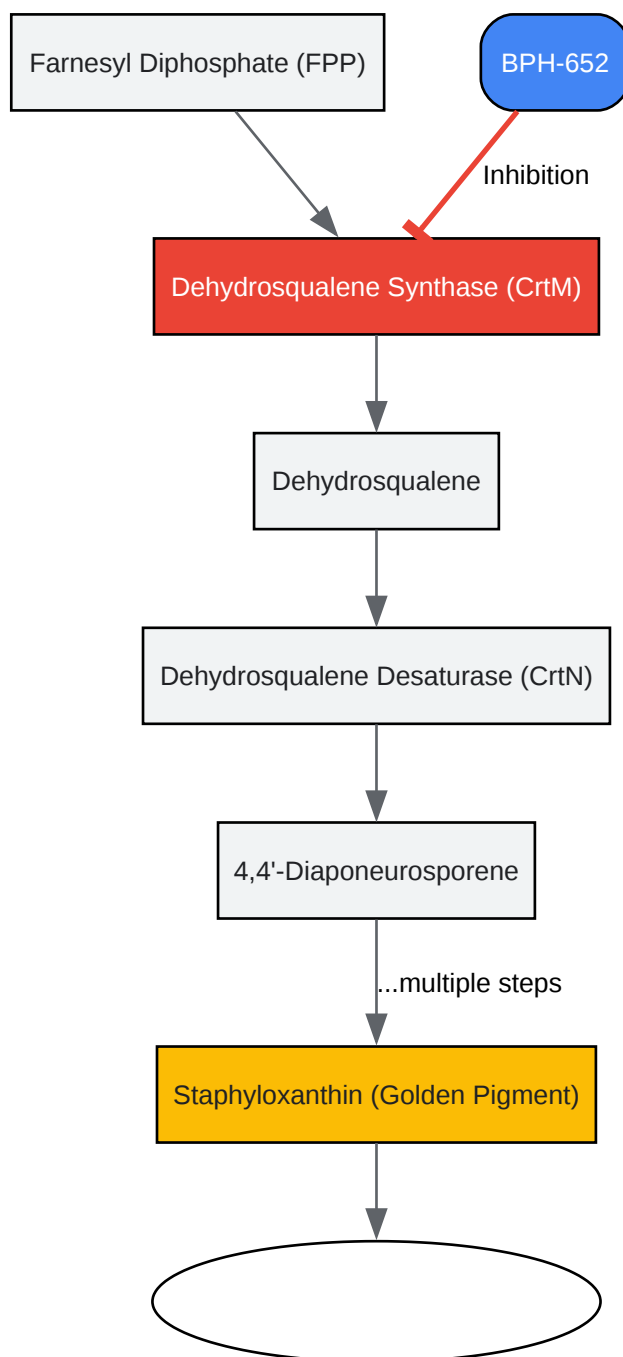 Farnesyl Diphosphate (FPP)
BPH-652
Inhibition
Dehydrosqualene Synthase (CrtM)
Dehydrosqualene
Dehydrosqualene Desaturase (CrtN)
4,4'-Diaponeurosporene
...multiple steps
Staphyloxanthin (Golden Pigment)